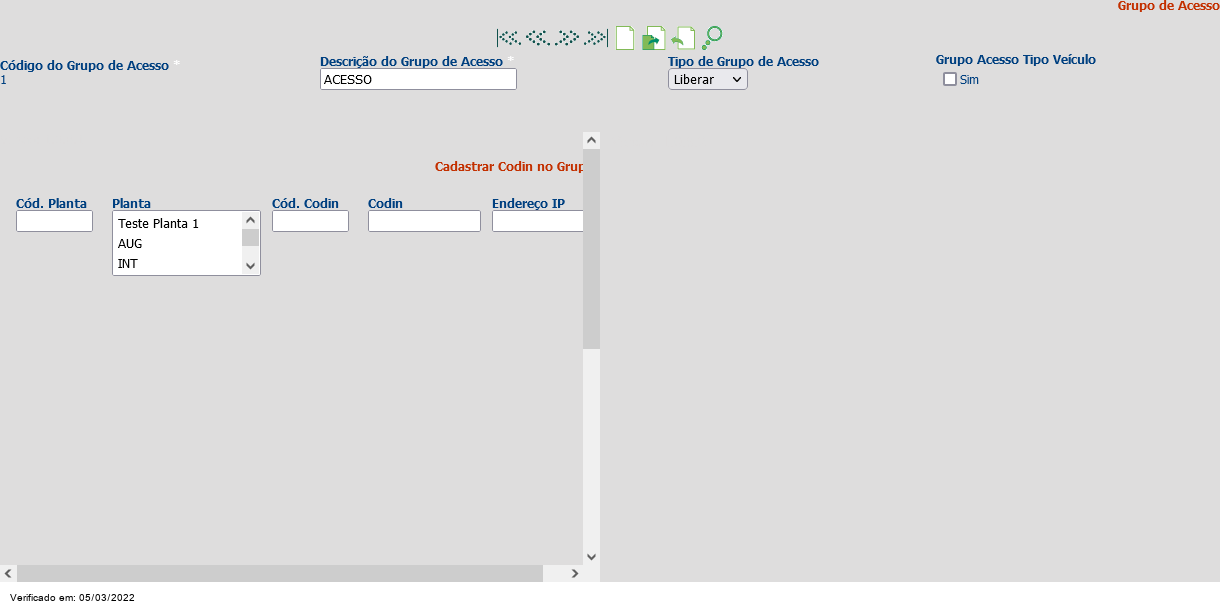 Grupo de Acesso
Código do Grupo de Acesso *
1
Descrição do Grupo de Acesso *
ACESSO
Tipo de Grupo de Acesso
Liberar
Grupo Acesso Tipo Veículo
Sim
Cadastrar Codin no Grup
Cód. Planta
Planta
Cód. Codin
Codin
Endereço IP
Teste Planta 1
AUG
INT
Verificado em: 05/03/2022